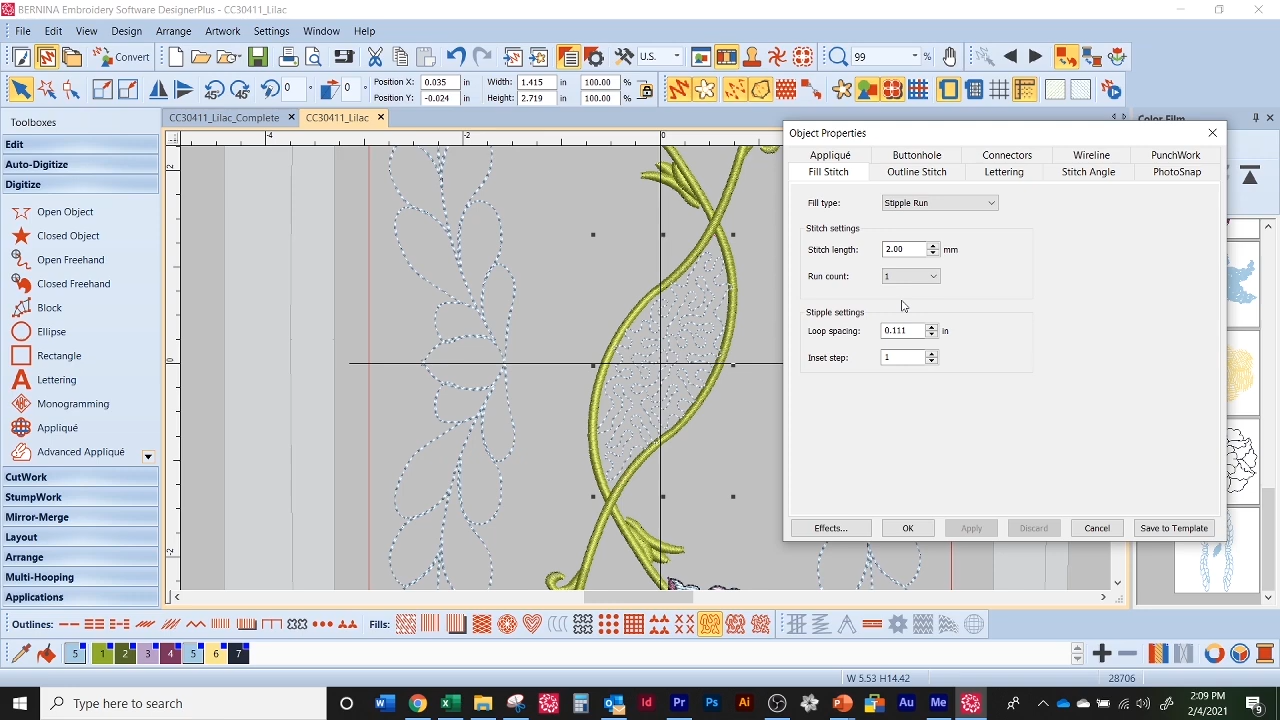 BERNINA Embroidery Software DesignerPlus - CC30411_Lilac
File Edit View Design Arrange Artwork Settings Window Help
Convert U.S. 99 %
0 ° 0 ° Position X: 0.035 in Width: 1.415 in 100.00 %
Position Y: -0.024 in Height: 2.719 in 100.00 %
Toolboxes
CC30411_Lilac_Complete CC30411_Lilac
Color Film
Edit
Auto-Digitize
Digitize
Open Object
Closed Object
Open Freehand
Closed Freehand
Block
Ellipse
Rectangle
Lettering
Monogramming
Appliqué
Advanced Appliqué
CutWork
StumpWork
Mirror-Merge
Layout
Arrange
Multi-Hooping
Applications
-4 -2 0
2
0
-2
Object Properties
Appliqué Buttonhole Connectors Wireline PunchWork
Fill Stitch Outline Stitch Lettering Stitch Angle PhotoSnap
Fill type: Stipple Run
Stitch settings
Stitch length: 2.00 mm
Run count: 1
Stipple settings
Loop spacing: 0.111 in
Inset step: 1
Effects... OK Apply Discard Cancel Save to Template
Outlines: Fills:
5 1 2 3 4 5 6 7
W 5.53 H14.42 28706
Type here to search
2:09 PM
2/4/2021